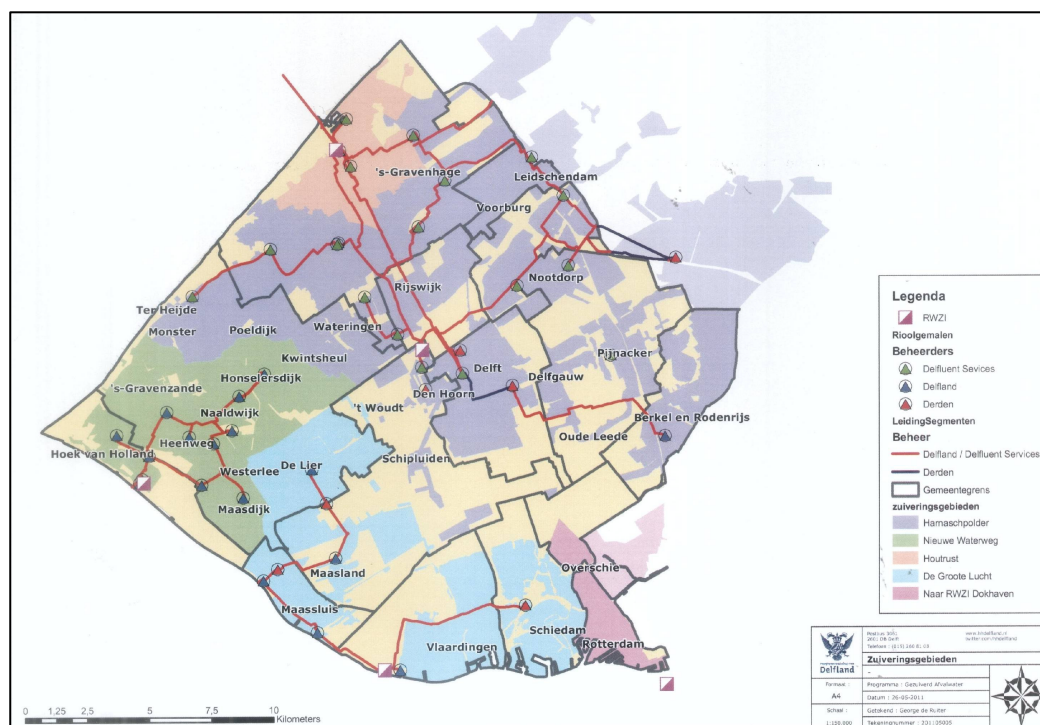 's-Gravenhage
Leidschendam
Voorburg
Nootdorp
Rijswijk
Ter Heijde
Monster
Poeldijk
Wateringen
Kwintsheul
Pijnacker
Delft
Delfgauw
Den Hoorn
Honselersdijk
's-Gravenzande
Naaldwijk
't Woudt
Berkel en Rodenrijs
Oude Leede
Heenweg
Hoek van Holland
Schipluiden
Westerlee
De Lier
Maasdijk
Maasland
Overschie
Maassluis
Schiedam
Vlaardingen
Rotterdam
Legenda
RWZI
Rioolgemalen
Beheerders
Delfluent Sevices
Delfland
Derden
LeidingSegmenten
Beheer
Delfland / Delfluent Services
Derden
Gemeentegrens
zuiveringsgebieden
Harnaschpolder
Nieuwe Waterweg
Houtrust
De Groote Lucht
Naar RWZI Dokhaven
Delfland
Zuiveringsgebieden
-
Formaat :
A4
Programma : Gezuiverd Afvalwater
Datum : 26-05-2011
Schaal :
1:150.000
Getekend : George de Ruiter
0 1,25 2,5 5 7,5 10
Kilometers